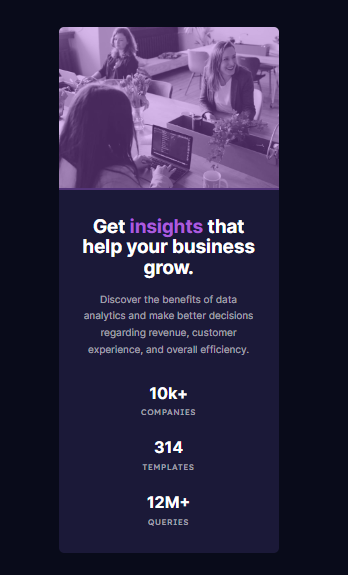 Get insights that
help your business
grow.
Discover the benefits of data
analytics and make better decisions
regarding revenue, customer
experience, and overall efficiency.
10k+
COMPANIES
314
TEMPLATES
12M+
QUERIES